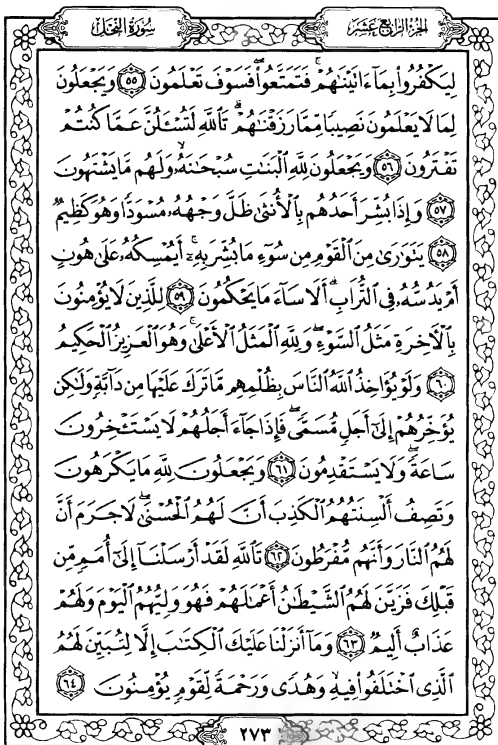 الجزء الرابع عشر
سورة النحل
لِيَكْفُرُوا۟ بِمَآ ءَاتَيْنَٰهُمْ ۚ فَتَمَتَّعُوا۟ ۖ فَسَوْفَ تَعْلَمُونَ ٥٥ وَيَجْعَلُونَ
لِمَا لَا يَعْلَمُونَ نَصِيبًا مِّمَّا رَزَقْنَٰهُمْ ۗ تَٱللَّهِ لَتُسْـَٔلُنَّ عَمَّا كُنتُمْ
تَفْتَرُونَ ٥٦ وَيَجْعَلُونَ لِلَّهِ ٱلْبَنَٰتِ سُبْحَٰنَهُۥ ۙ وَلَهُم مَّا يَشْتَهُونَ
٥٧ وَإِذَا بُشِّرَ أَحَدُهُم بِٱلْأُنثَىٰ ظَلَّ وَجْهُهُۥ مُسْوَدًّا وَهُوَ كَظِيمٌ
٥٨ يَتَوَٰرَىٰ مِنَ ٱلْقَوْمِ مِن سُوٓءِ مَا بُشِّرَ بِهِۦٓ ۚ أَيُمْسِكُهُۥ عَلَىٰ هُونٍ
أَمْ يَدُسُّهُۥ فِى ٱلتُّرَابِ ۗ أَلَا سَآءَ مَا يَحْكُمُونَ ٥٩ لِلَّذِينَ لَا يُؤْمِنُونَ
بِٱلْءَاخِرَةِ مَثَلُ ٱلسَّوْءِ ۖ وَلِلَّهِ ٱلْمَثَلُ ٱلْأَعْلَىٰ ۚ وَهُوَ ٱلْعَزِيزُ ٱلْحَكِيمُ
٦٠ وَلَوْ يُؤَاخِذُ ٱللَّهُ ٱلنَّاسَ بِظُلْمِهِم مَّا تَرَكَ عَلَيْهَا مِن دَآبَّةٍ وَلَٰكِن
يُؤَخِّرُهُمْ إِلَىٰٓ أَجَلٍ مُّسَمًّى ۖ فَإِذَا جَآءَ أَجَلُهُمْ لَا يَسْتَـْٔخِرُونَ
سَاعَةً ۖ وَلَا يَسْتَقْدِمُونَ ٦١ وَيَجْعَلُونَ لِلَّهِ مَا يَكْرَهُونَ
وَتَصِفُ أَلْسِنَتُهُمُ ٱلْكَذِبَ أَنَّ لَهُمُ ٱلْحُسْنَىٰ ۖ لَا جَرَمَ أَنَّ
لَهُمُ ٱلنَّارَ وَأَنَّهُم مُّفْرَطُونَ ٦٢ تَٱللَّهِ لَقَدْ أَرْسَلْنَآ إِلَىٰٓ أُمَمٍ مِّن
قَبْلِكَ فَزَيَّنَ لَهُمُ ٱلشَّيْطَٰنُ أَعْمَٰلَهُمْ فَهُوَ وَلِيُّهُمُ ٱلْيَوْمَ وَلَهُمْ
عَذَابٌ أَلِيمٌ ٦٣ وَمَآ أَنزَلْنَا عَلَيْكَ ٱلْكِتَٰبَ إِلَّا لِتُبَيِّنَ لَهُمُ
ٱلَّذِى ٱخْتَلَفُوا۟ فِيهِ ۙ وَهُدًى وَرَحْمَةً لِّقَوْمٍ يُؤْمِنُونَ ٦٤
٢٧٣